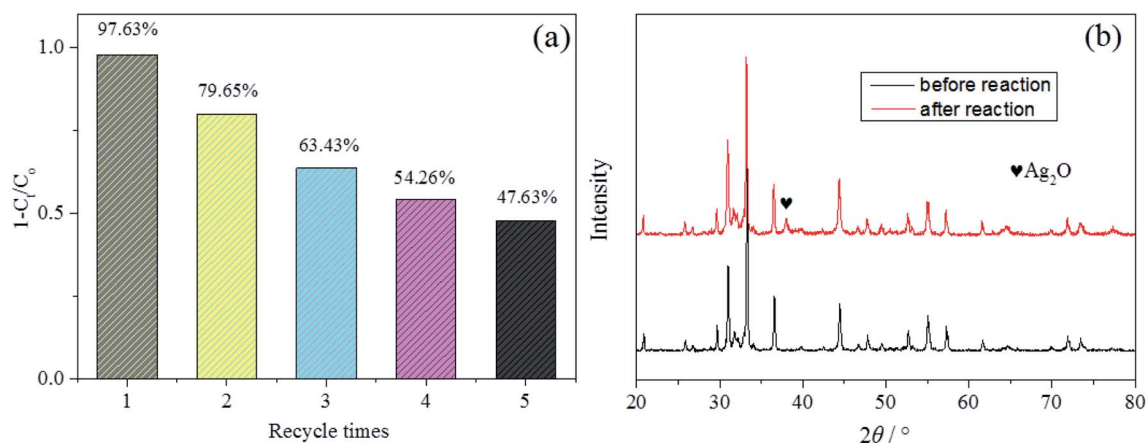 (a)
1-Ct/Co
1.0
0.5
0.0
97.63%
79.65%
63.43%
54.26%
47.63%
1 2 3 4 5
Recycle times
(b)
before reaction
after reaction
♥Ag2O
♥
Intensity
20 30 40 50 60 70 80
2θ / °